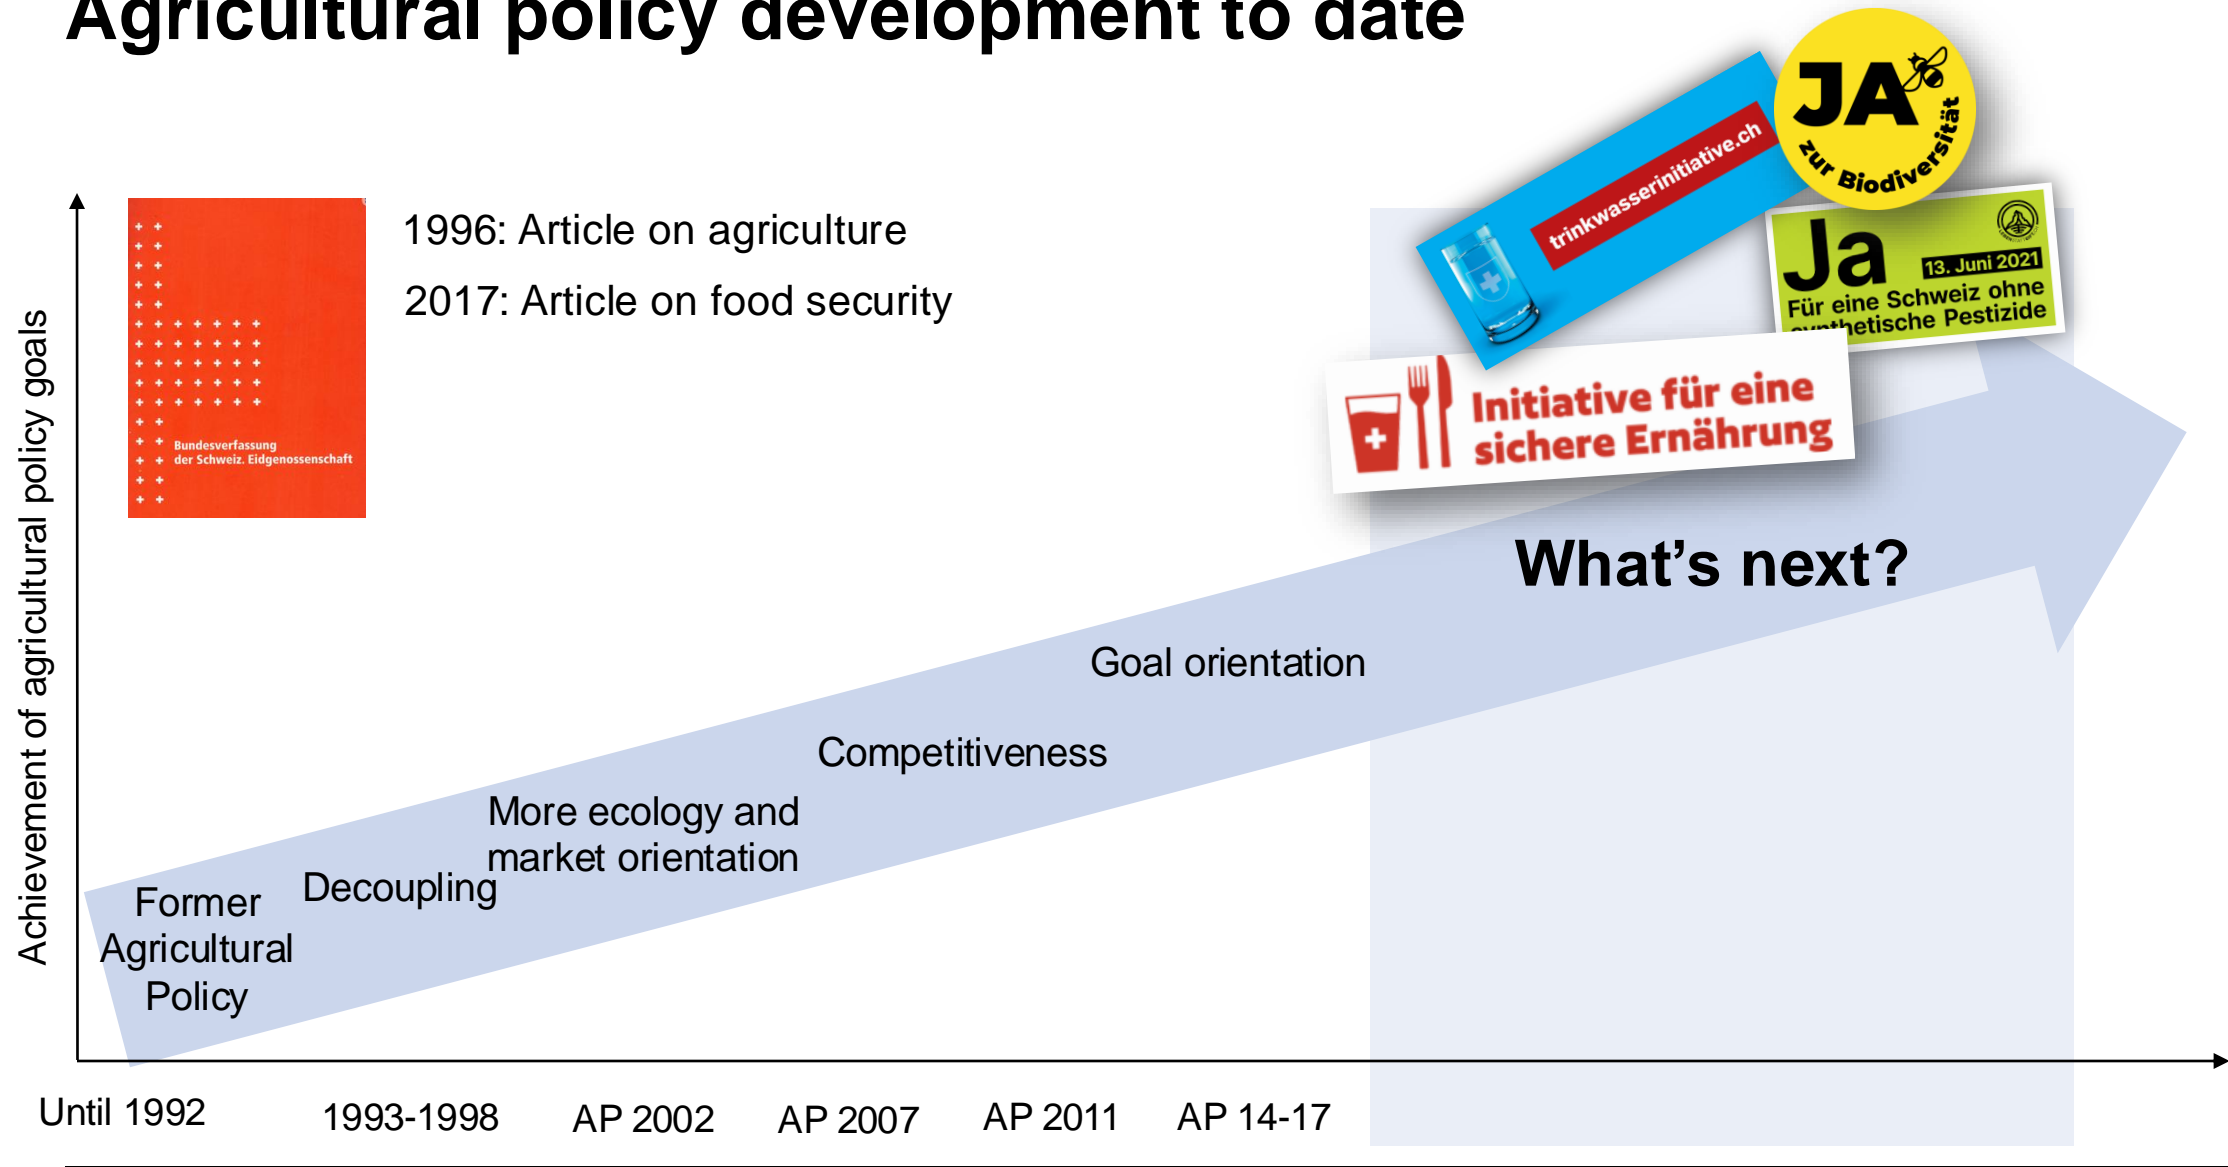 Agricultural policy development to date
JA
zur Biodiversität
trinkwasserinitiative.ch
Ja
13. Juni 2021
Für eine Schweiz ohne
synthetische Pestizide
Initiative für eine
sichere Ernährung
1996: Article on agriculture
2017: Article on food security
Bundesverfassung
der Schweiz. Eidgenossenschaft
Achievement of agricultural policy goals
What's next?
Goal orientation
Competitiveness
More ecology and
market orientation
Decoupling
Former
Agricultural
Policy
Until 1992
1993-1998
AP 2002
AP 2007
AP 2011
AP 14-17